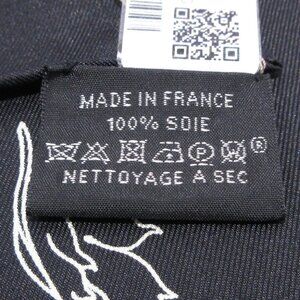 MADE IN FRANCE
100% SOIE
®
NETTOYAGE A SEC